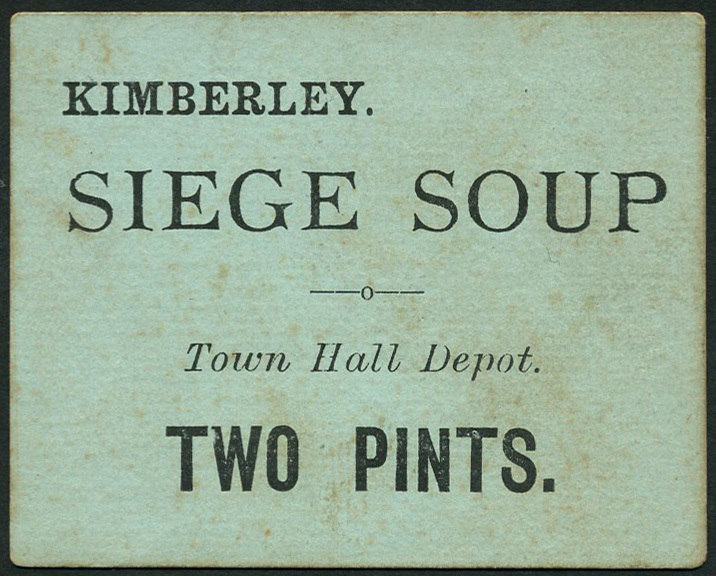 KIMBERLEY.
SIEGE SOUP
Town Hall Depot.
TWO PINTS.